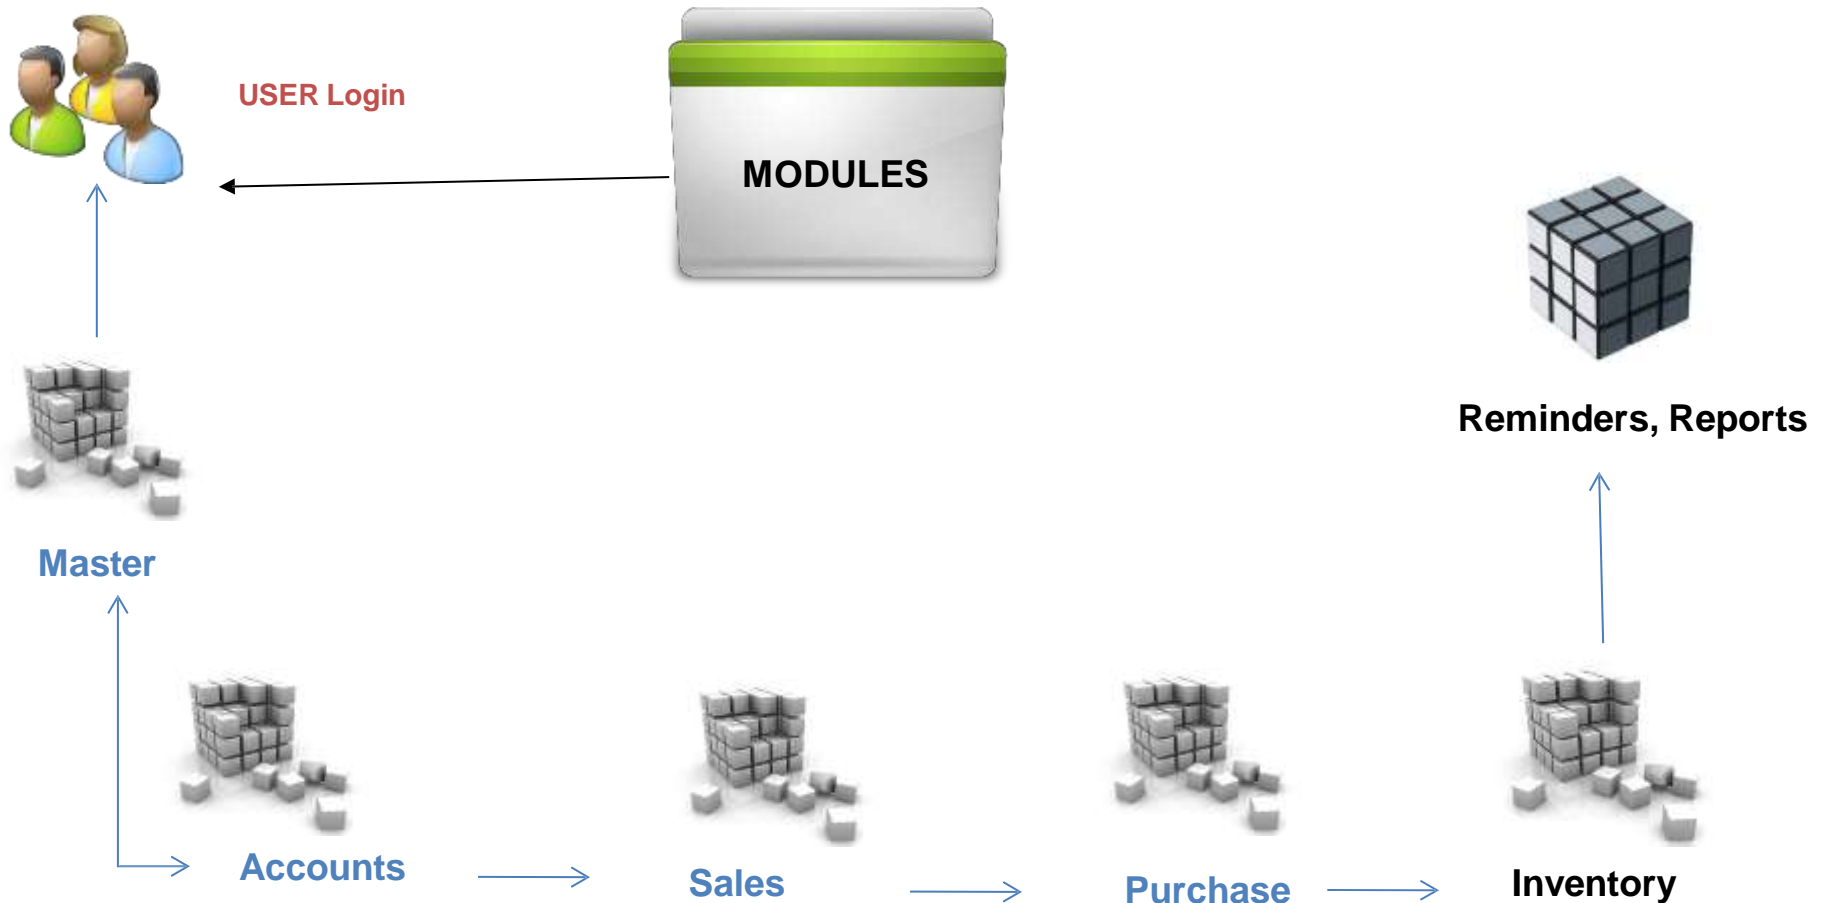 USER Login
MODULES
Reminders, Reports
Master
Accounts
Sales
Purchase
Inventory